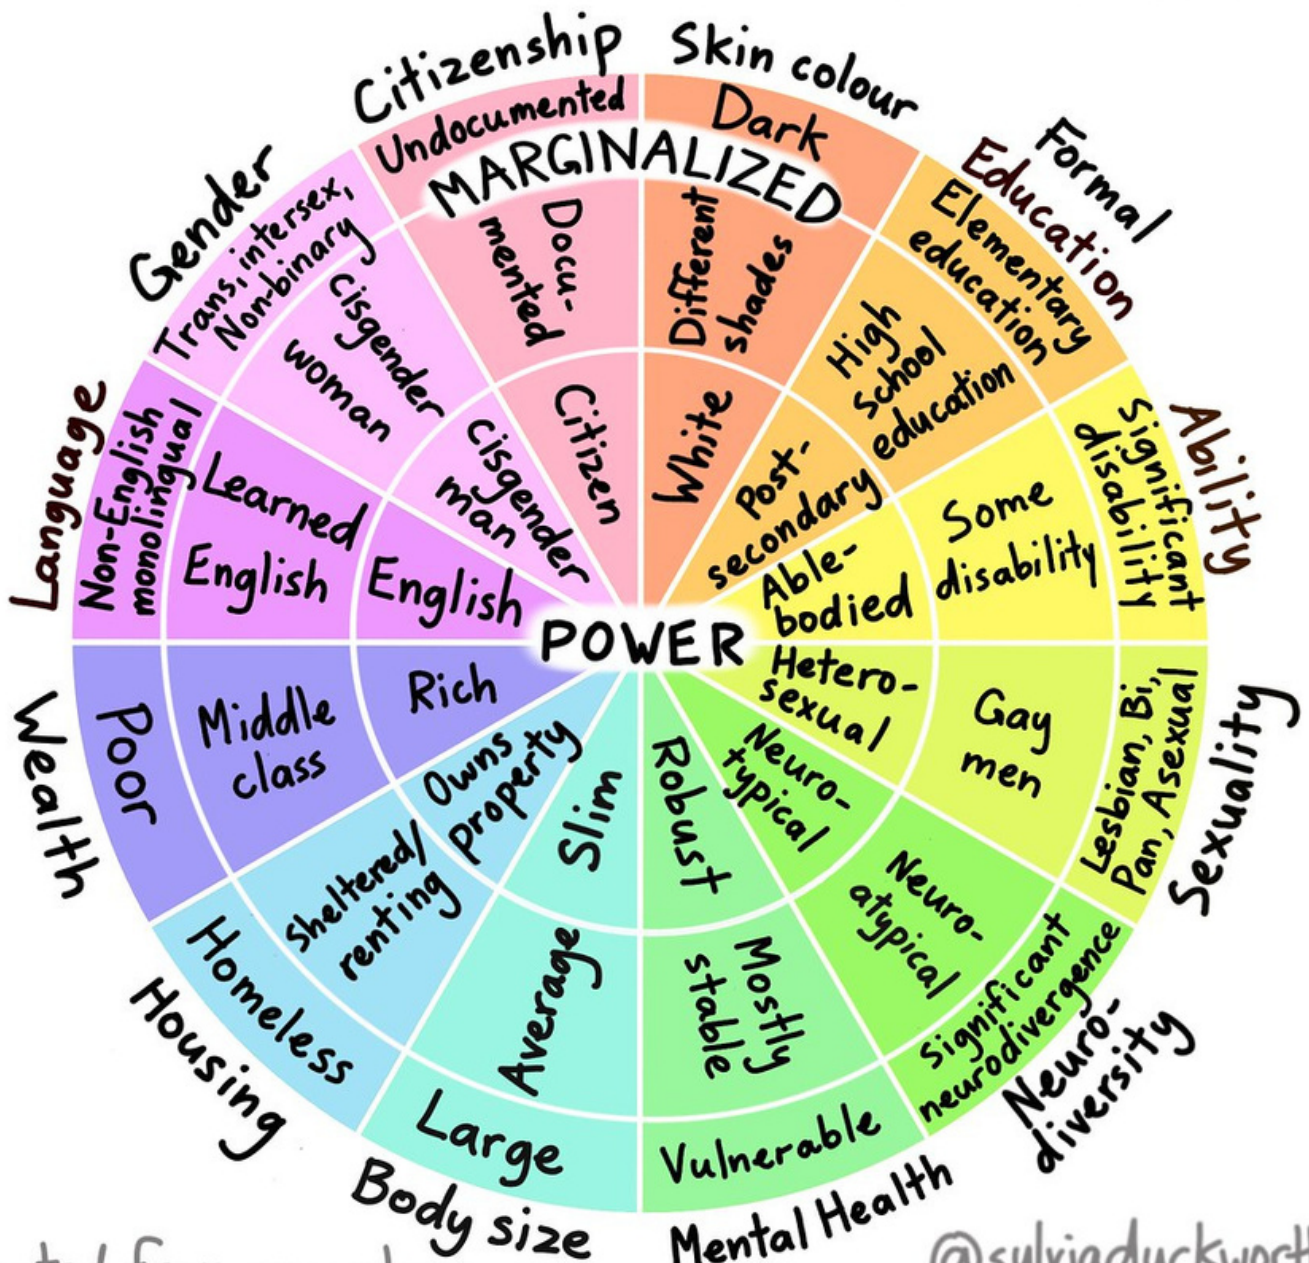 Citizenship
Undocumented
Docu-
mented
Citizen
Skin colour
Dark
Different
shades
White
Formal
Education
Elementary
education
High
school
education
Post-
secondary
Ability
Significant
disability
Some
disability
Able-
bodied
Sexuality
Lesbian, Bi,
Pan, Asexual
Gay
men
Hetero-
sexual
Neuro-
diversity
Significant
neurodivergence
Neuro-
atypical
Neuro-
typical
Mental Health
Vulnerable
Mostly
stable
Robust
Body size
Large
Average
Slim
Housing
Homeless
Sheltered/
renting
Owns
property
Wealth
Poor
Middle
class
Rich
Language
Non-English
monolingual
Learned
English
English
Gender
Trans, intersex,
Non-binary
cisgender
woman
cisgender
man
MARGINALIZED
POWER
@sylviaduckworth